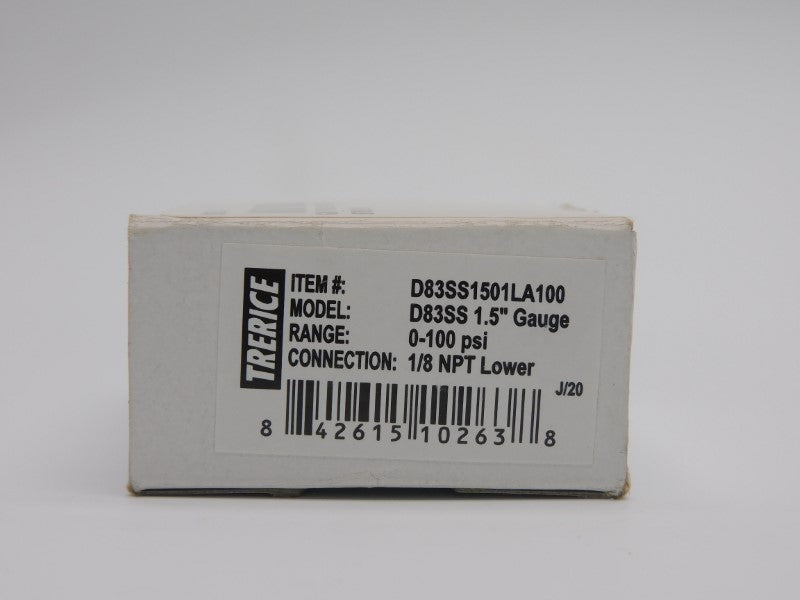 TRERICE
ITEM #: D83SS1501LA100
MODEL: D83SS 1.5" Gauge
RANGE: 0-100 psi
CONNECTION: 1/8 NPT Lower
J/20
8 42615 10263 8